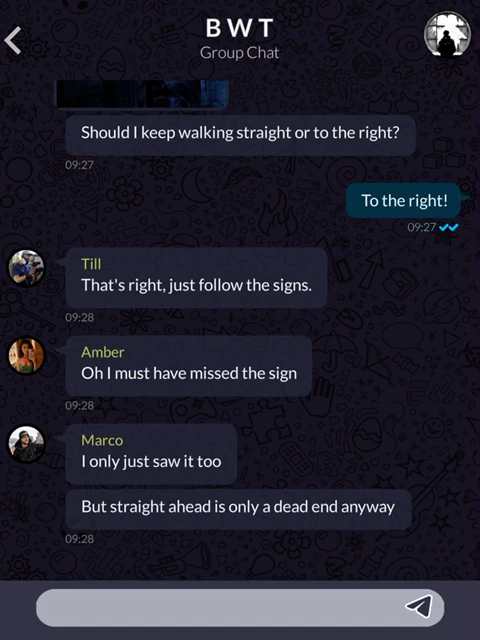 BWT
Group Chat
Should I keep walking straight or to the right?
09:27
To the right!
09:27
Till
That's right, just follow the signs.
09:28
Amber
Oh I must have missed the sign
09:28
Marco
I only just saw it too
But straight ahead is only a dead end anyway
09:28